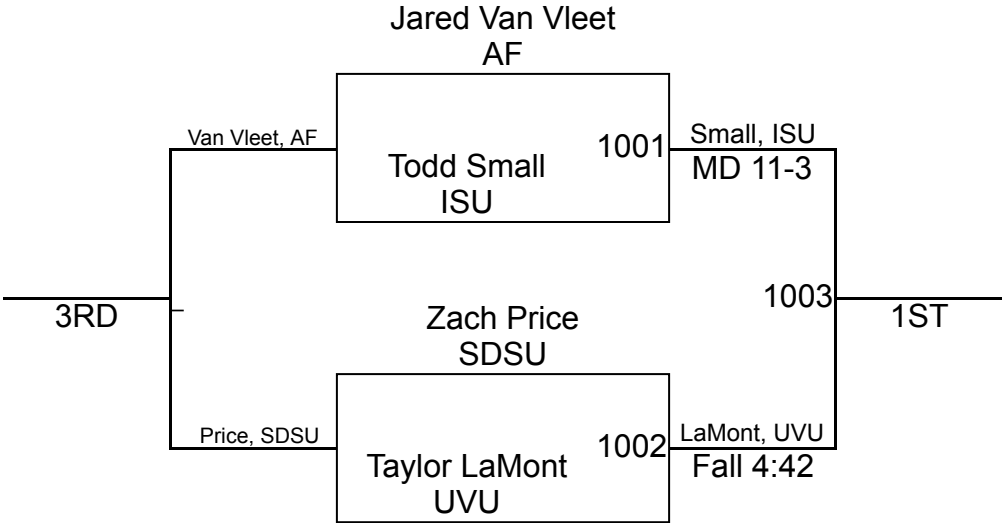 Jared Van Vleet
AF
Van Vleet, AF
Todd Small
ISU
1001
Small, ISU
MD 11-3
3RD
1003
1ST
Zach Price
SDSU
Price, SDSU
Taylor LaMont
UVU
1002
LaMont, UVU
Fall 4:42